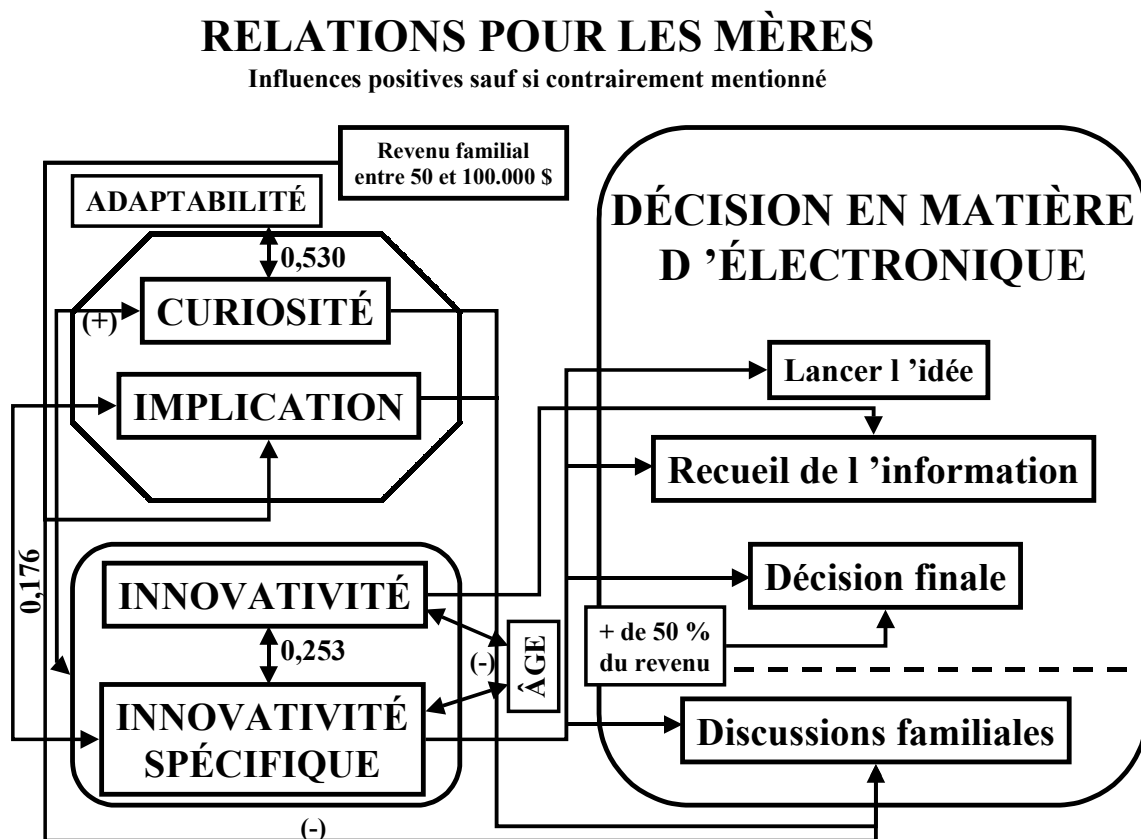 RELATIONS POUR LES MÈRES
Influences positives sauf si contrairement mentionné
Revenu familial
entre 50 et 100.000 $
ADAPTABILITÉ
0,530
CURIOSITÉ
(+)
IMPLICATION
0,176
INNOVATIVITÉ
0,253
INNOVATIVITÉ
SPÉCIFIQUE
(-)
ÂGE
(-)
DÉCISION EN MATIÈRE
D ’ÉLECTRONIQUE
Lancer l ’idée
Recueil de l ’information
Décision finale
+ de 50 %
du revenu
Discussions familiales